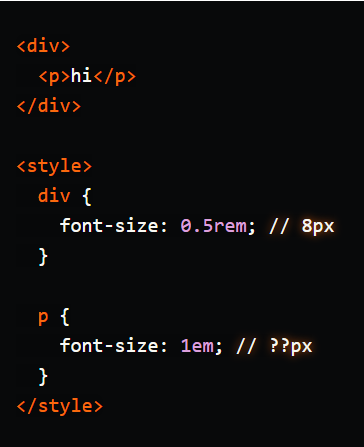 <div>
<p>hi</p>
</div>
<style>
div {
font-size: 0.5rem; // 8px
}
p {
font-size: 1em; // ??px
}
</style>